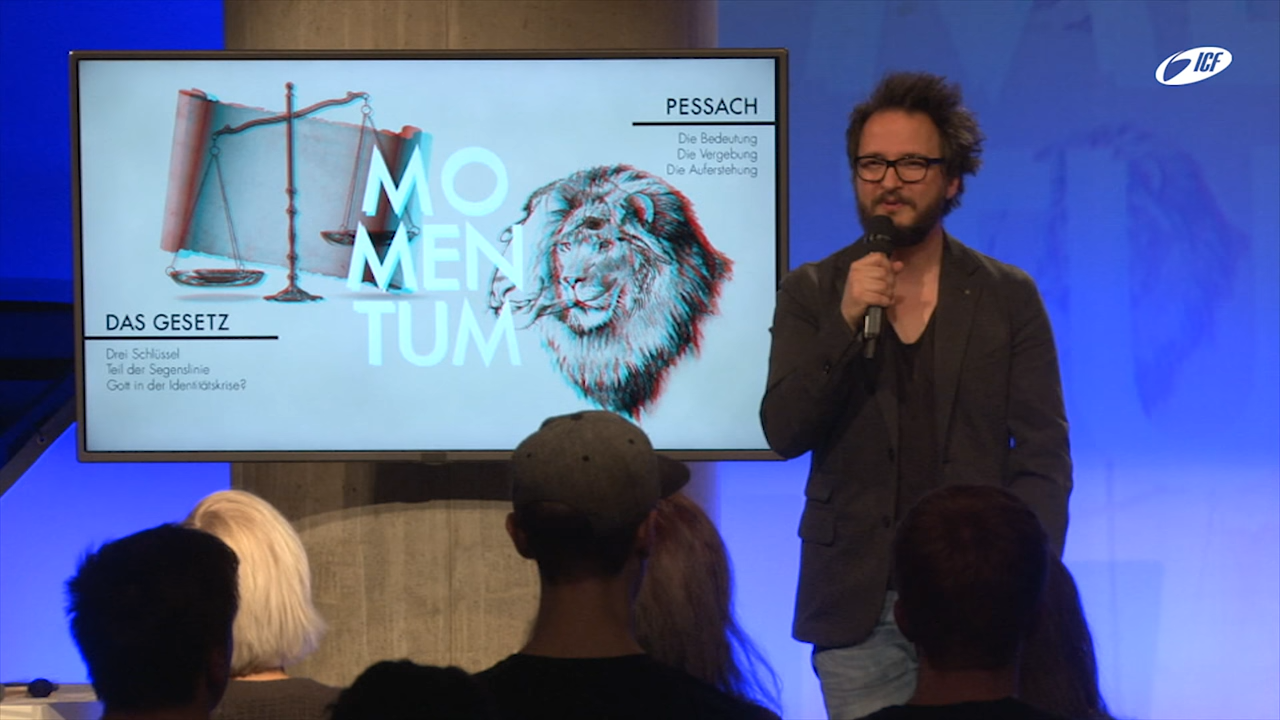 ICF
PESSACH
Die Bedeutung
Die Vergebung
Die Auferstehung
MO
MEN
TUM
DAS GESETZ
Drei Schlüssel
Teil der Segenslinie
Gott in der Identitätskrise?